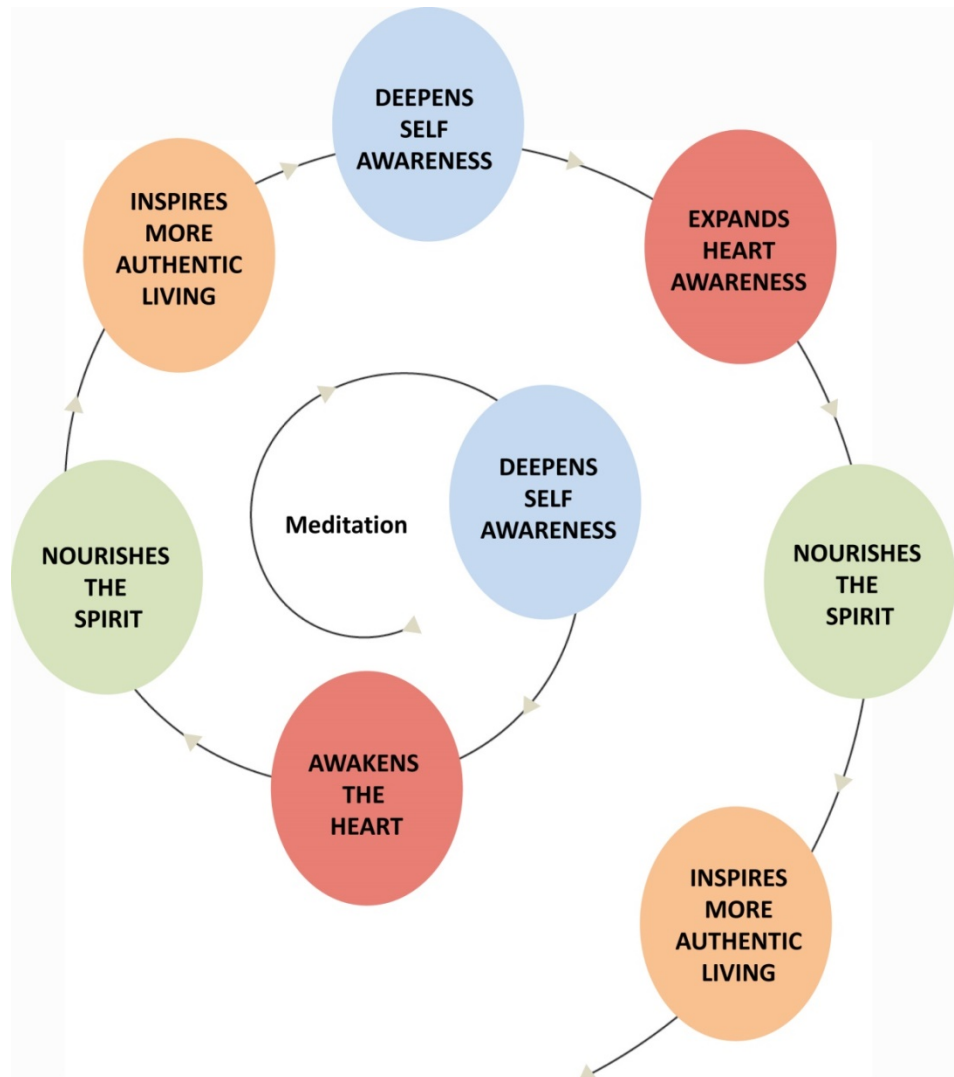 Meditation
DEEPENS
SELF
AWARENESS
AWAKENS
THE
HEART
NOURISHES
THE
SPIRIT
INSPIRES
MORE
AUTHENTIC
LIVING
DEEPENS
SELF
AWARENESS
EXPANDS
HEART
AWARENESS
NOURISHES
THE
SPIRIT
INSPIRES
MORE
AUTHENTIC
LIVING